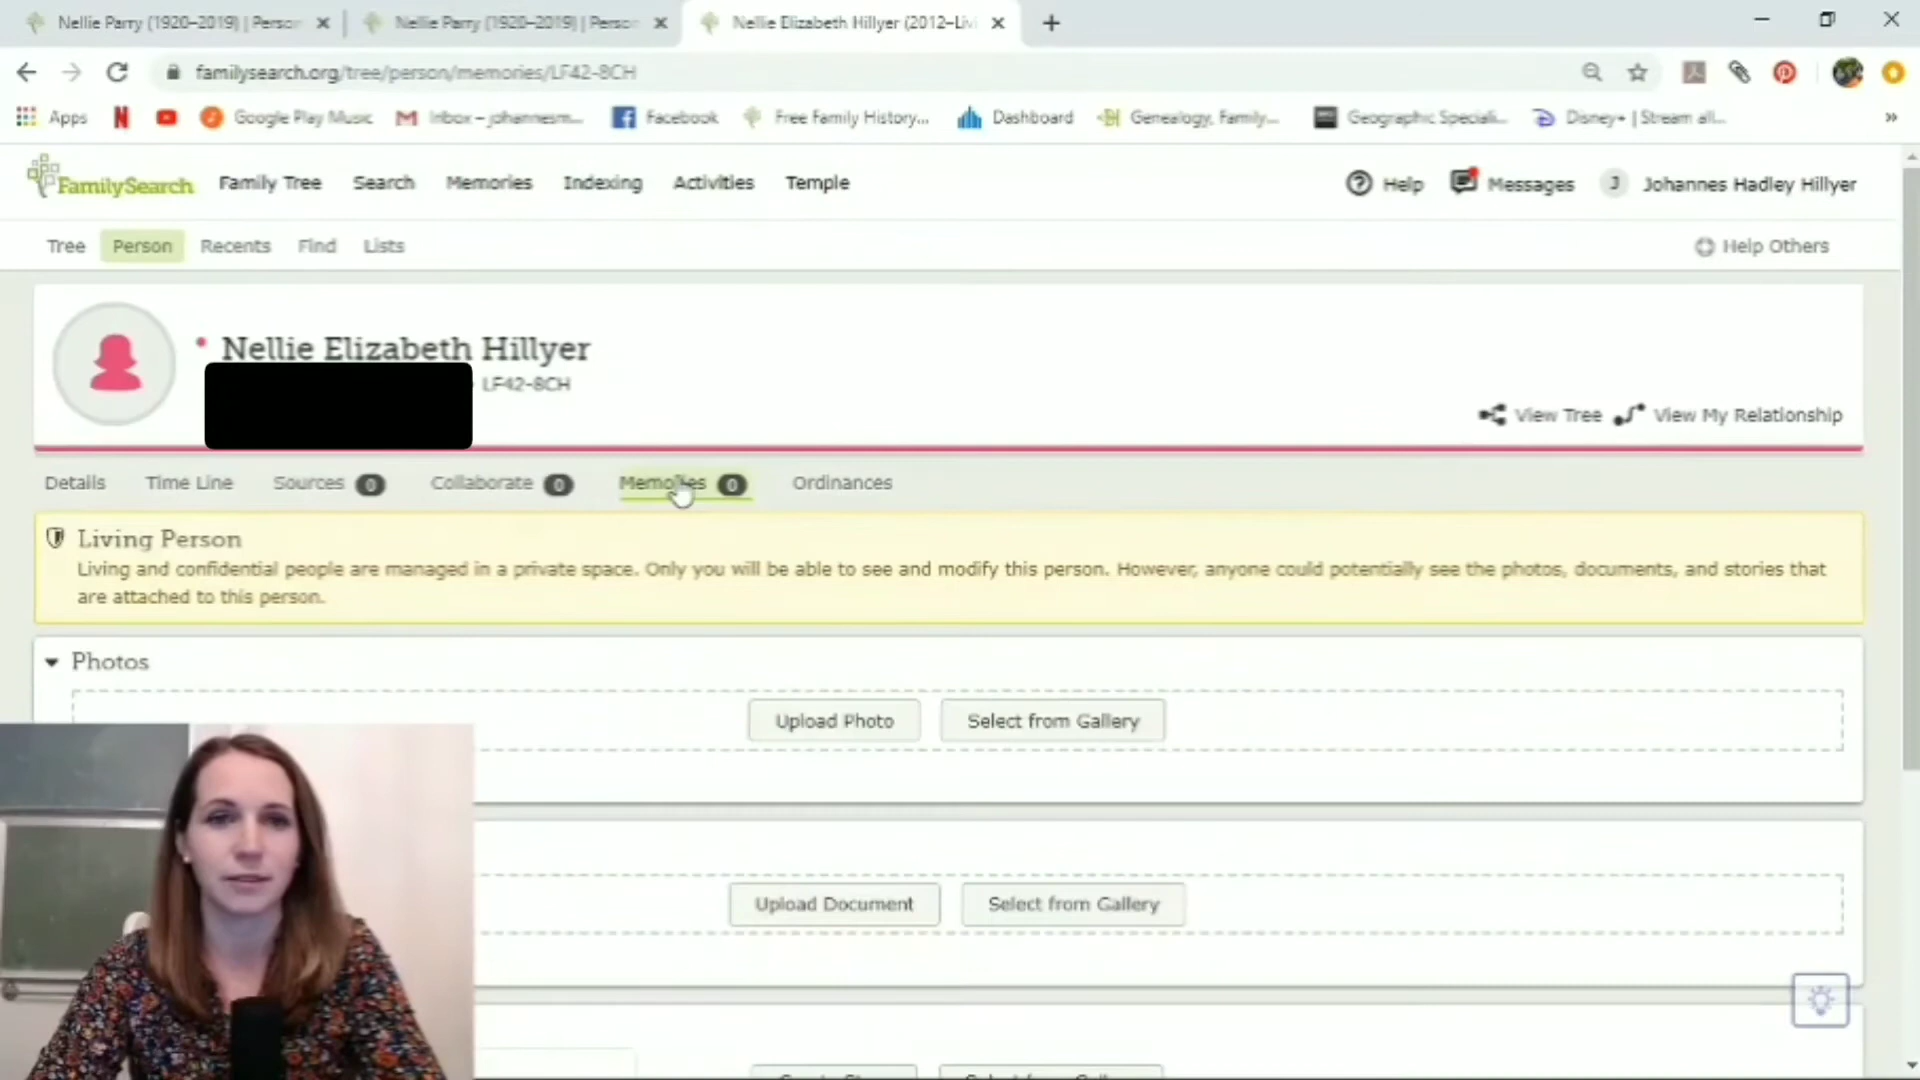 Nellie Parry (1920–2019) | Person
Nellie Parry (1920–2019) | Person
Nellie Elizabeth Hillyer (2012–Livi
familysearch.org/tree/person/memories/LF42-8CH
Apps
Google Play Music
Inbox – johannesm...
Facebook
Free Family History...
Dashboard
Genealogy, Family...
Geographic Speciali...
Disney+ | Stream all...
»
FamilySearch
Family Tree
Search
Memories
Indexing
Activities
Temple
Help
Messages
J
Johannes Hadley Hillyer
Tree
Person
Recents
Find
Lists
Help Others
Nellie Elizabeth Hillyer
LF42-8CH
View Tree
View My Relationship
Details
Time Line
Sources 0
Collaborate 0
Memories 0
Ordinances
Living Person
Living and confidential people are managed in a private space. Only you will be able to see and modify this person. However, anyone could potentially see the photos, documents, and stories that
are attached to this person.
Photos
Upload Photo
Select from Gallery
Upload Document
Select from Gallery